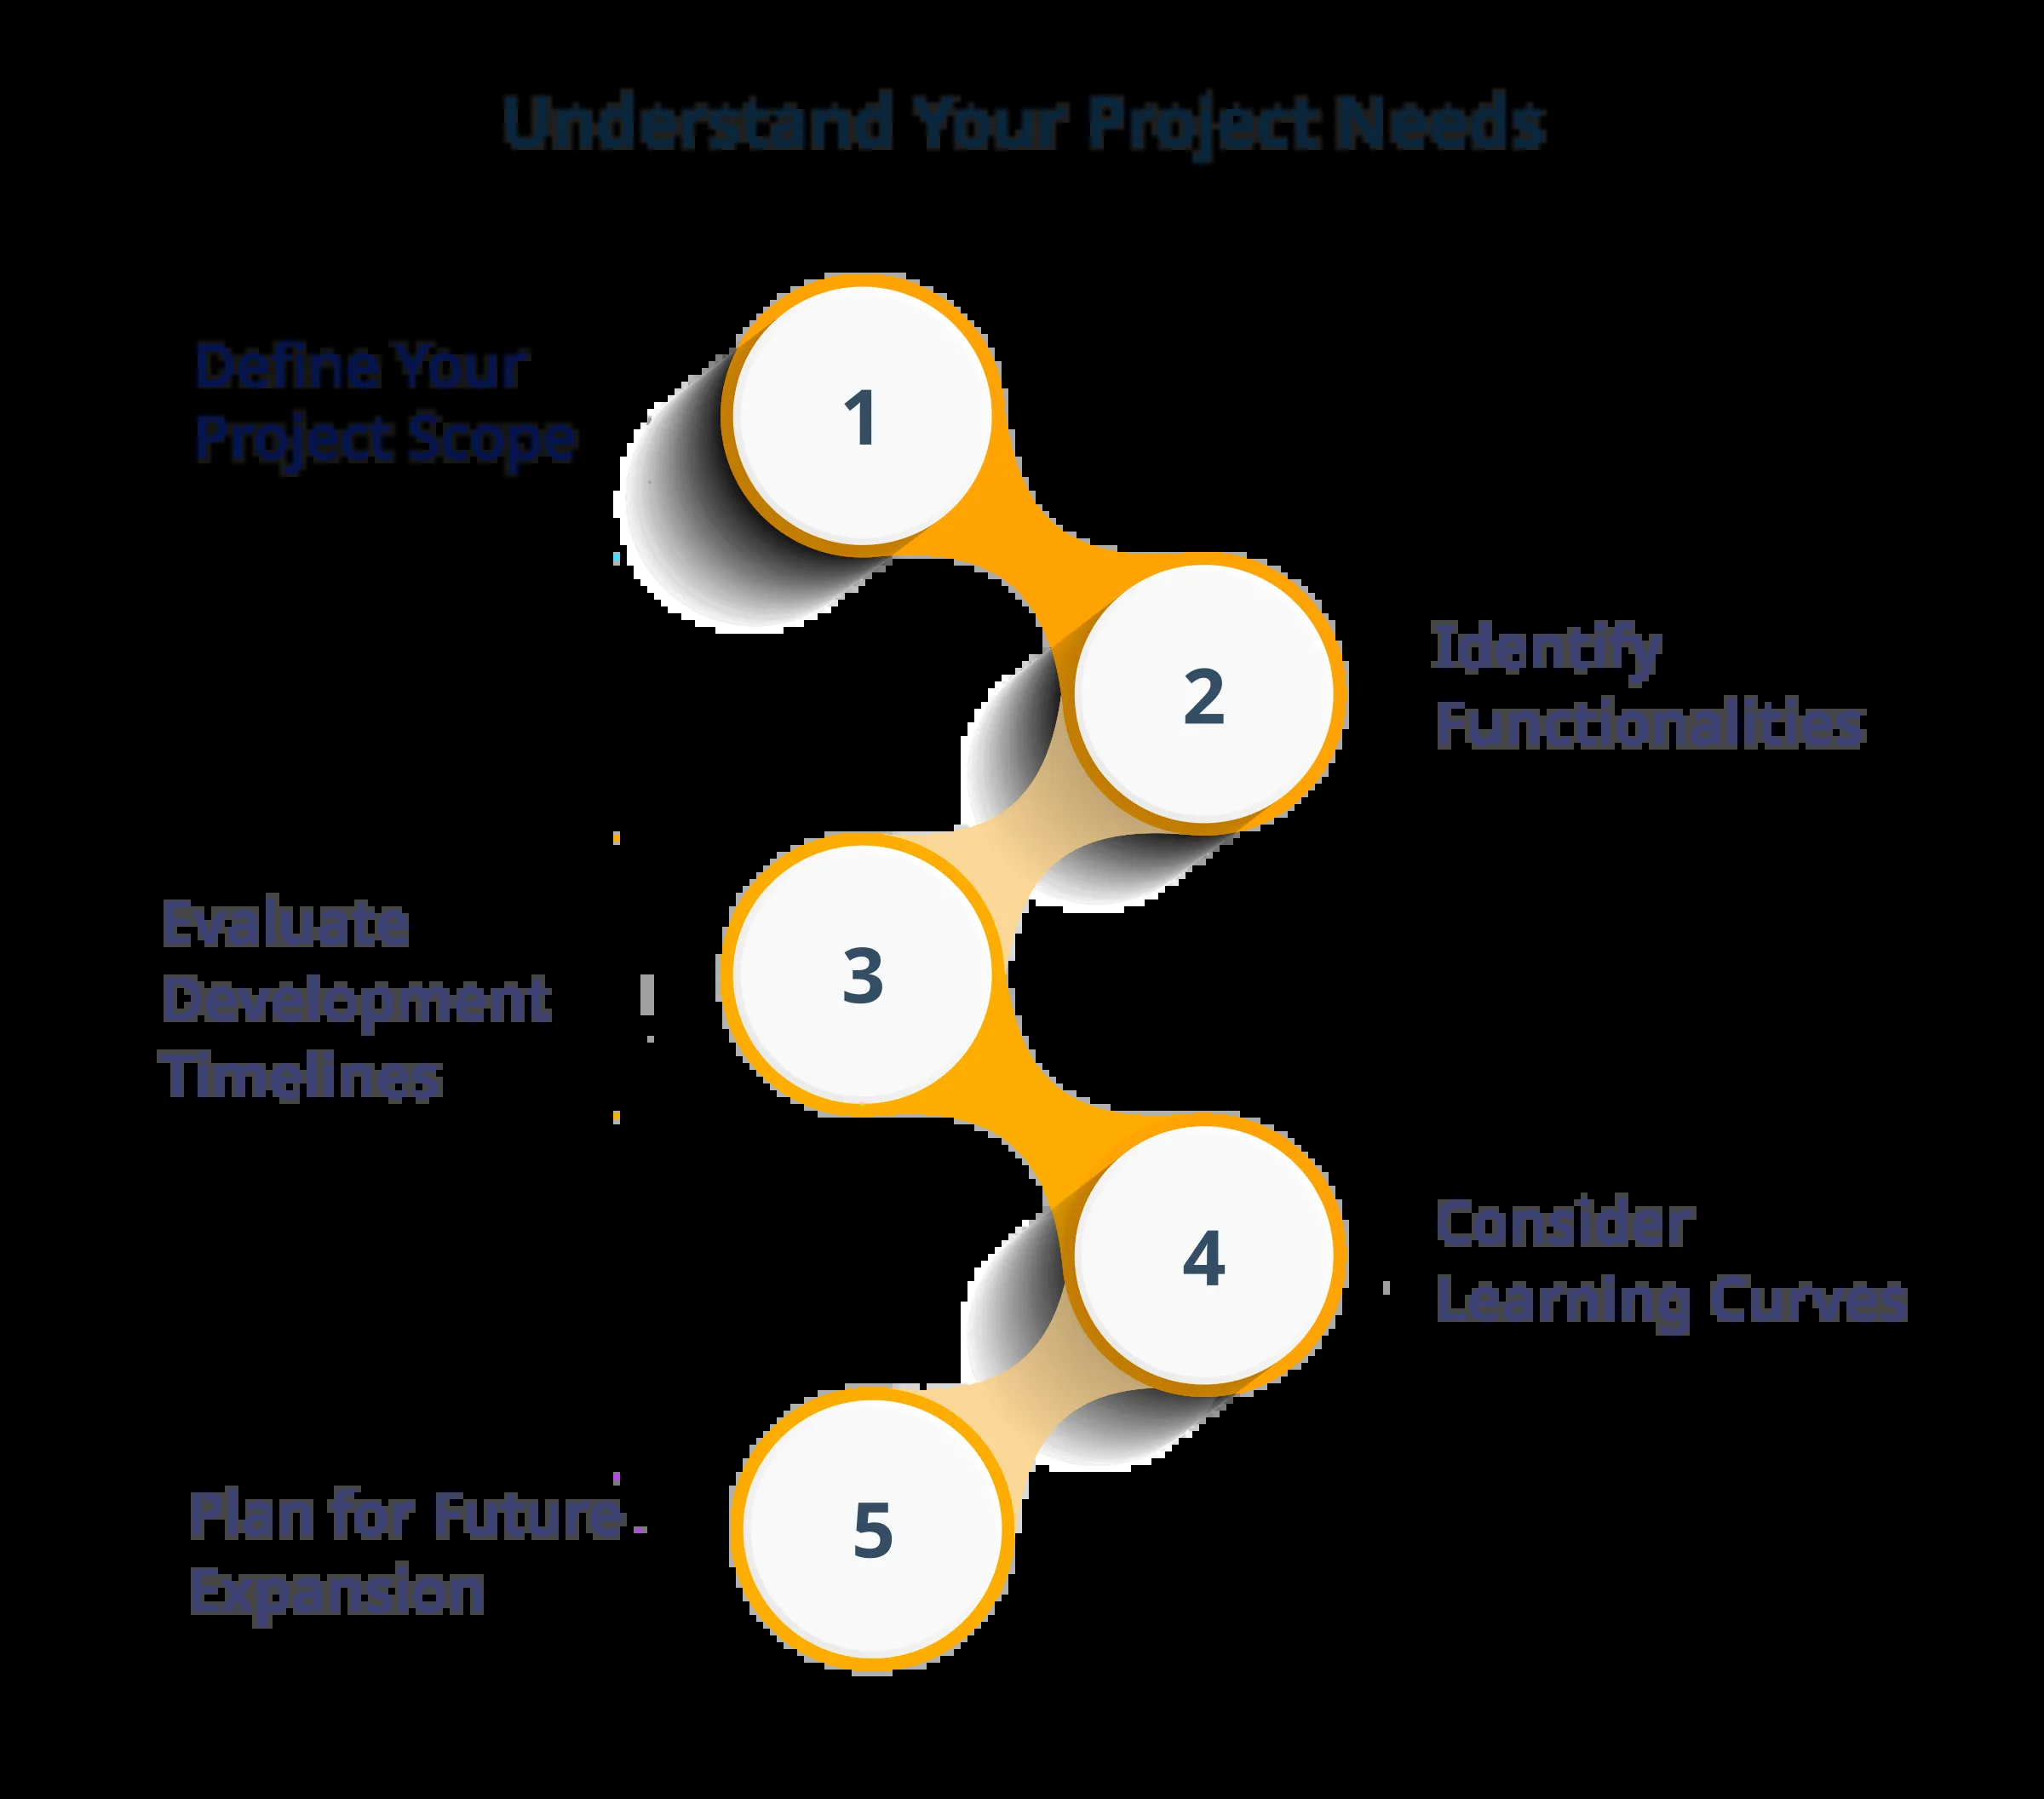 Understand Your Project Needs
Define Your
Project Scope
1
2
Identify
Functionalities
Evaluate
Development
Timelines
3
4
Consider
Learning Curves
Plan for Future
Expansion
5